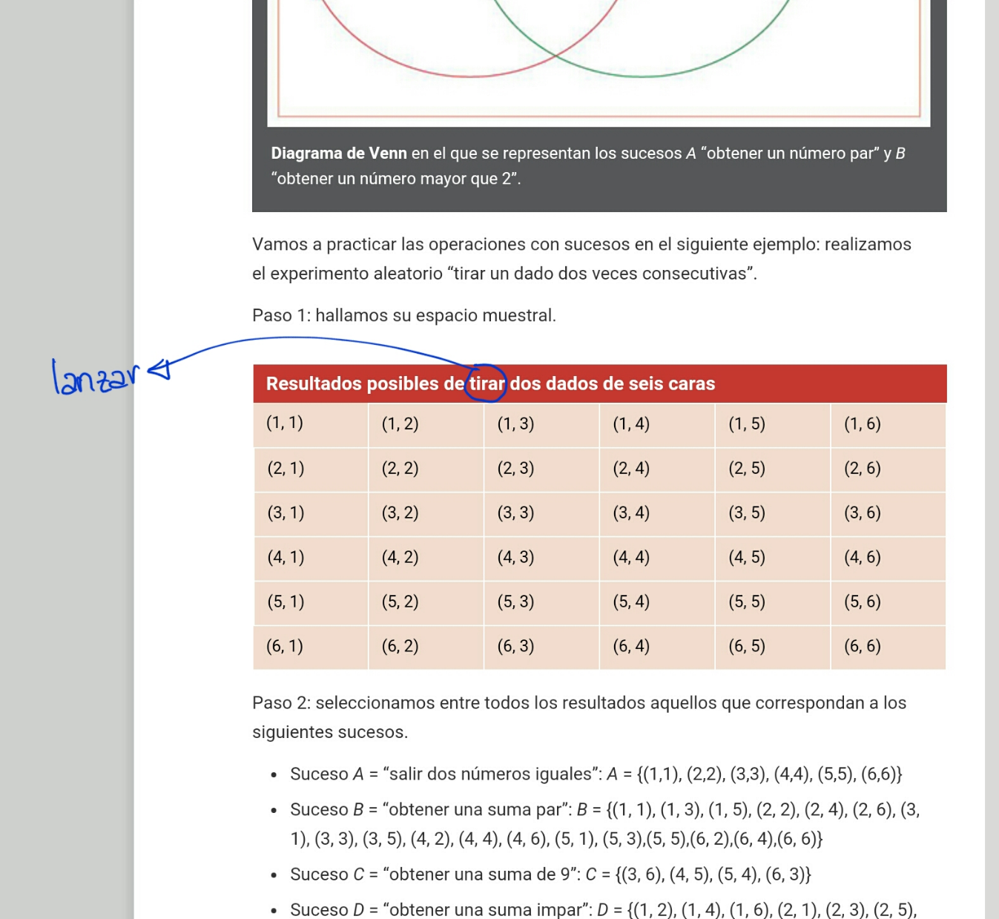 Diagrama de Venn en el que se representan los sucesos A “obtener un número par” y B
“obtener un número mayor que 2”.
Vamos a practicar las operaciones con sucesos en el siguiente ejemplo: realizamos
el experimento aleatorio “tirar un dado dos veces consecutivas”.
Paso 1: hallamos su espacio muestral.
lanzar
Resultados posibles de tirar dos dados de seis caras
(1, 1) (1, 2) (1, 3) (1, 4) (1, 5) (1, 6)
(2, 1) (2, 2) (2, 3) (2, 4) (2, 5) (2, 6)
(3, 1) (3, 2) (3, 3) (3, 4) (3, 5) (3, 6)
(4, 1) (4, 2) (4, 3) (4, 4) (4, 5) (4, 6)
(5, 1) (5, 2) (5, 3) (5, 4) (5, 5) (5, 6)
(6, 1) (6, 2) (6, 3) (6, 4) (6, 5) (6, 6)
Paso 2: seleccionamos entre todos los resultados aquellos que correspondan a los
siguientes sucesos.
• Suceso A = “salir dos números iguales”: A = {(1,1), (2,2), (3,3), (4,4), (5,5), (6,6)}
• Suceso B = “obtener una suma par”: B = {(1, 1), (1, 3), (1, 5), (2, 2), (2, 4), (2, 6), (3,
1), (3, 3), (3, 5), (4, 2), (4, 4), (4, 6), (5, 1), (5, 3),(5, 5),(6, 2),(6, 4),(6, 6)}
• Suceso C = “obtener una suma de 9”: C = {(3, 6), (4, 5), (5, 4), (6, 3)}
• Suceso D = “obtener una suma impar”: D = {(1, 2), (1, 4), (1, 6), (2, 1), (2, 3), (2, 5),